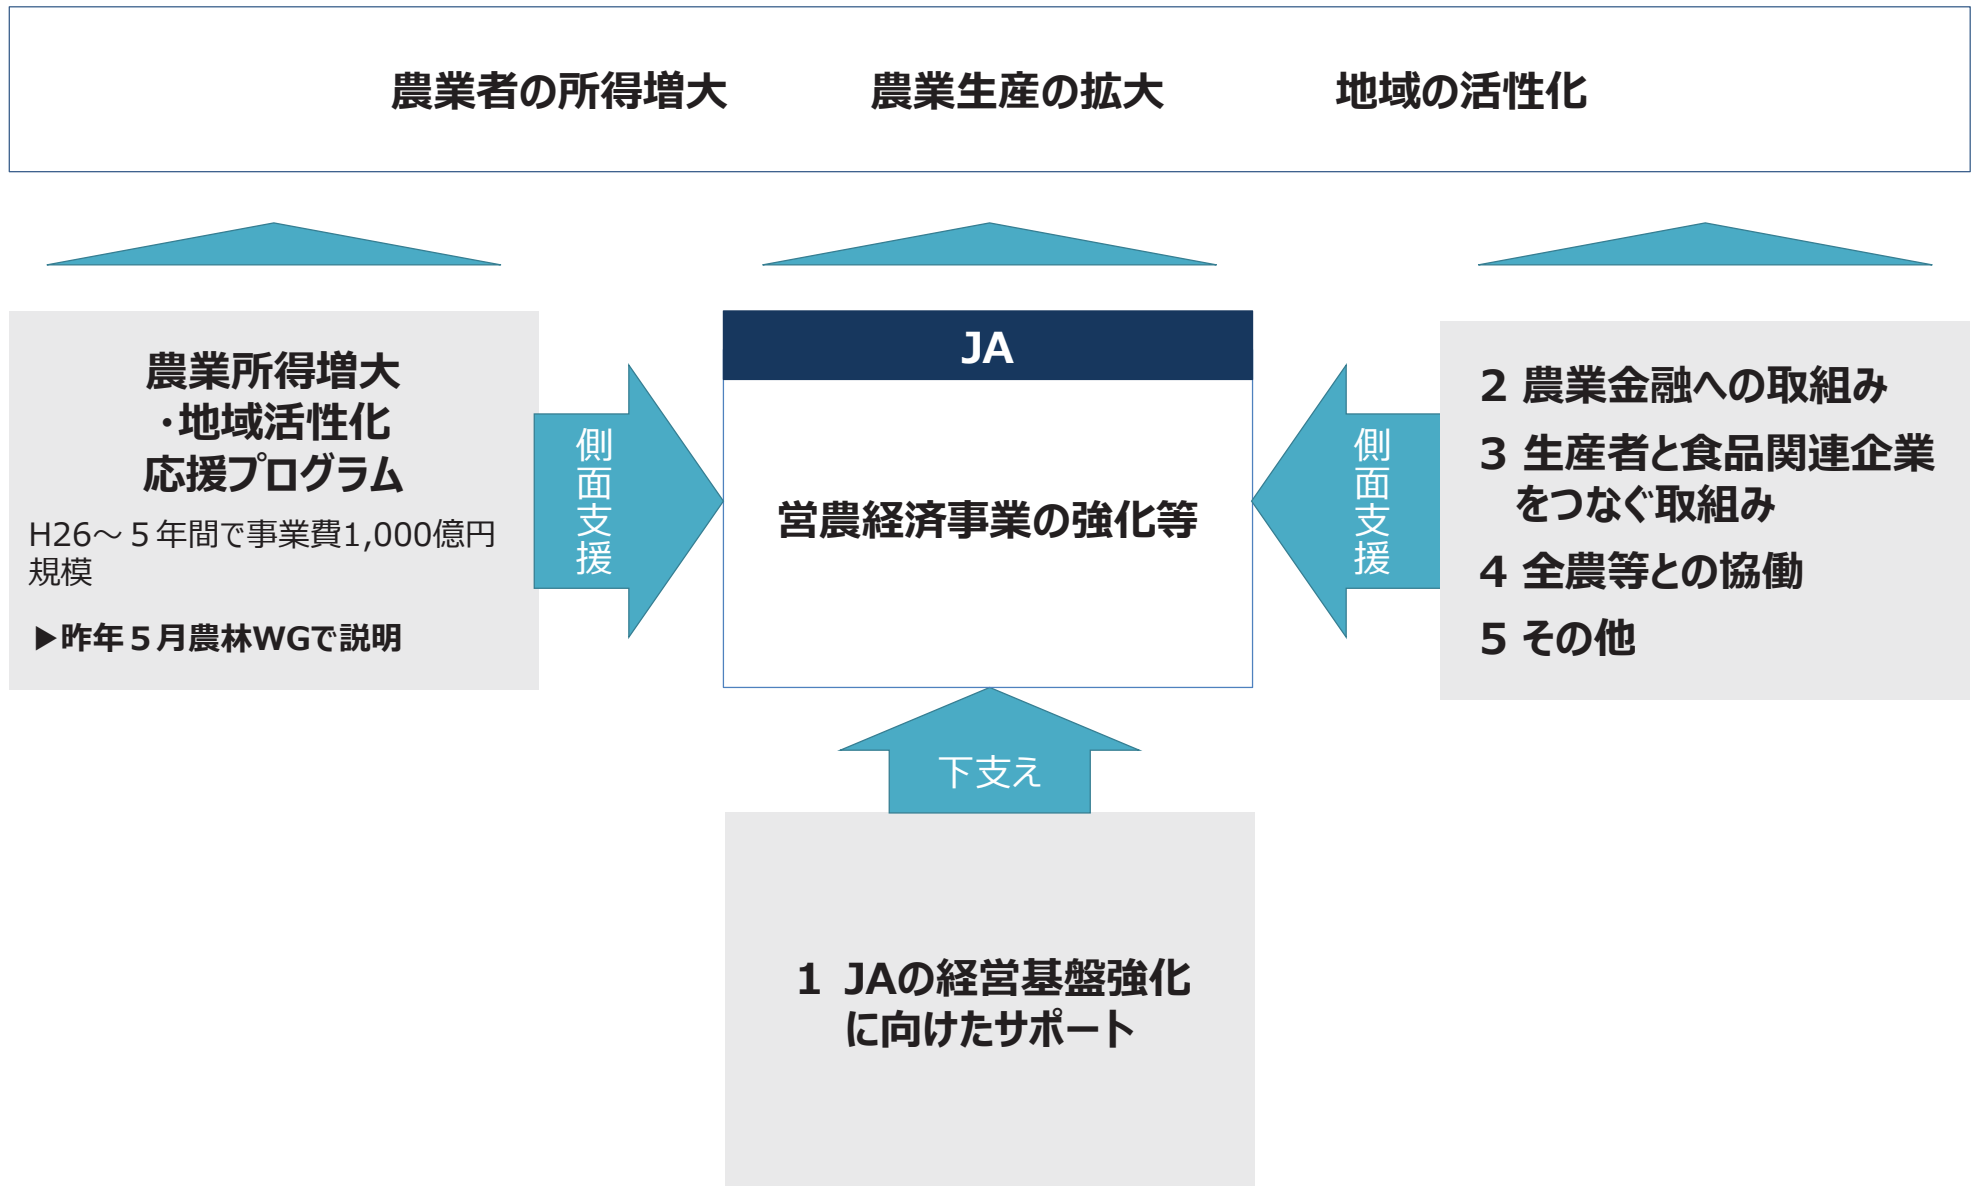 農業者の所得増大 農業生産の拡大 地域の活性化
農業所得増大
・地域活性化
応援プログラム
H26～５年間で事業費1,000億円
規模
▶昨年５月農林WGで説明
側面支援
JA
営農経済事業の強化等
側面支援
2 農業金融への取組み
3 生産者と食品関連企業
をつなぐ取組み
4 全農等との協働
5 その他
下支え
1 JAの経営基盤強化
に向けたサポート